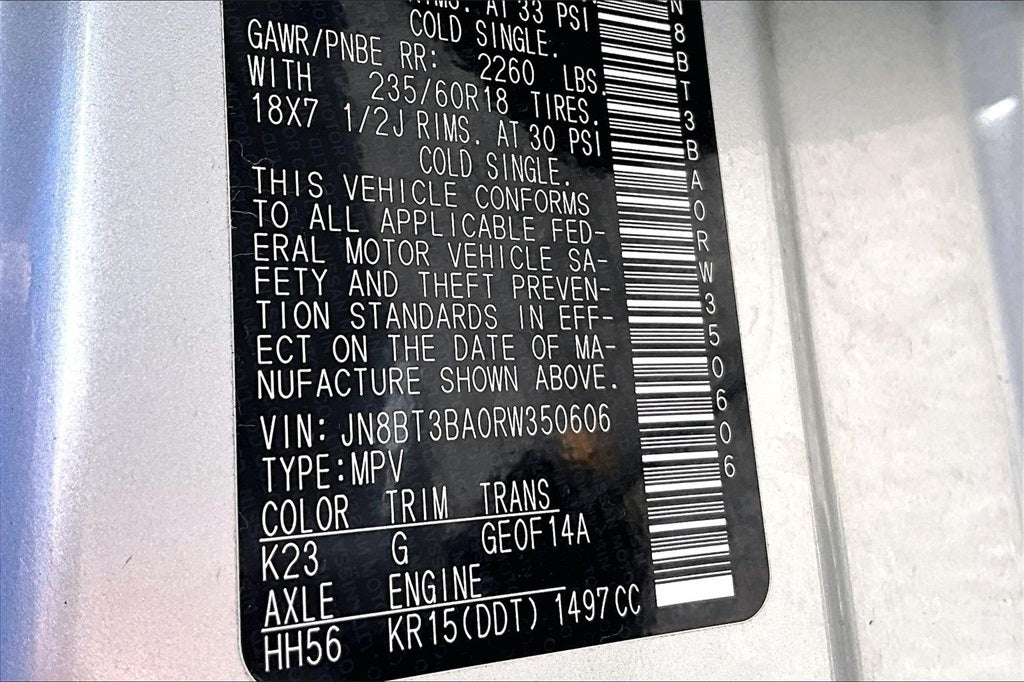 AT 33 PSI
COLD SINGLE.
GAWR/PNBE RR: 2260 LBS.
WITH 235/60R18 TIRES.
18X7 1/2J RIMS. AT 30 PSI
COLD SINGLE.
THIS VEHICLE CONFORMS
TO ALL APPLICABLE FED-
ERAL MOTOR VEHICLE SA-
FETY AND THEFT PREVEN-
TION STANDARDS IN EFF-
ECT ON THE DATE OF MA-
NUFACTURE SHOWN ABOVE.
VIN: JN8BT3BA0RW350606
TYPE:MPV
COLOR TRIM TRANS
K23 G GE0F14A
AXLE ENGINE
HH56 KR15(DDT) 1497CC
N8BT3BA0RW350606